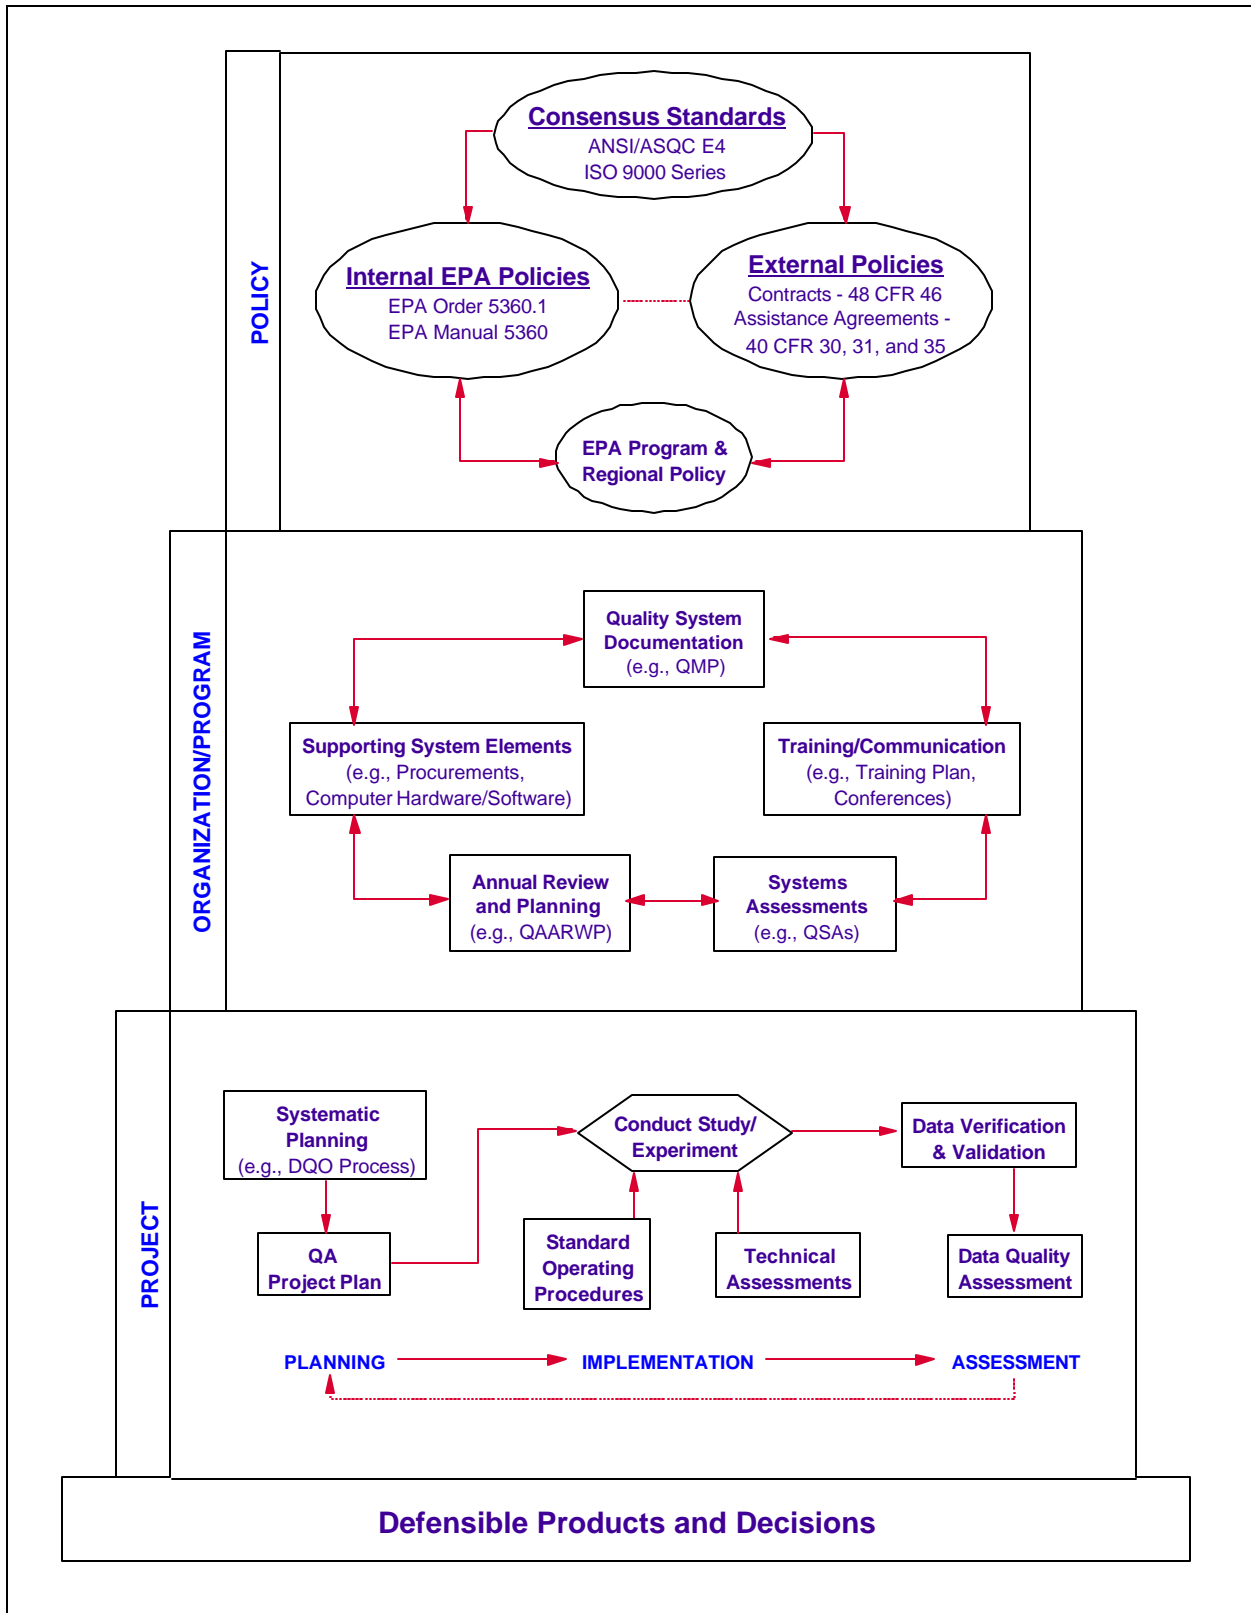 POLICY
Consensus Standards
ANSI/ASQC E4
ISO 9000 Series
Internal EPA Policies
EPA Order 5360.1
EPA Manual 5360
External Policies
Contracts - 48 CFR 46
Assistance Agreements -
40 CFR 30, 31, and 35
EPA Program &
Regional Policy
ORGANIZATION/PROGRAM
Quality System
Documentation
(e.g., QMP)
Supporting System Elements
(e.g., Procurements,
Computer Hardware/Software)
Training/Communication
(e.g., Training Plan,
Conferences)
Annual Review
and Planning
(e.g., QAARWP)
Systems
Assessments
(e.g., QSAs)
PROJECT
Systematic
Planning
(e.g., DQO Process)
QA
Project Plan
Conduct Study/
Experiment
Standard
Operating
Procedures
Technical
Assessments
Data Verification
& Validation
Data Quality
Assessment
PLANNING
IMPLEMENTATION
ASSESSMENT
Defensible Products and Decisions